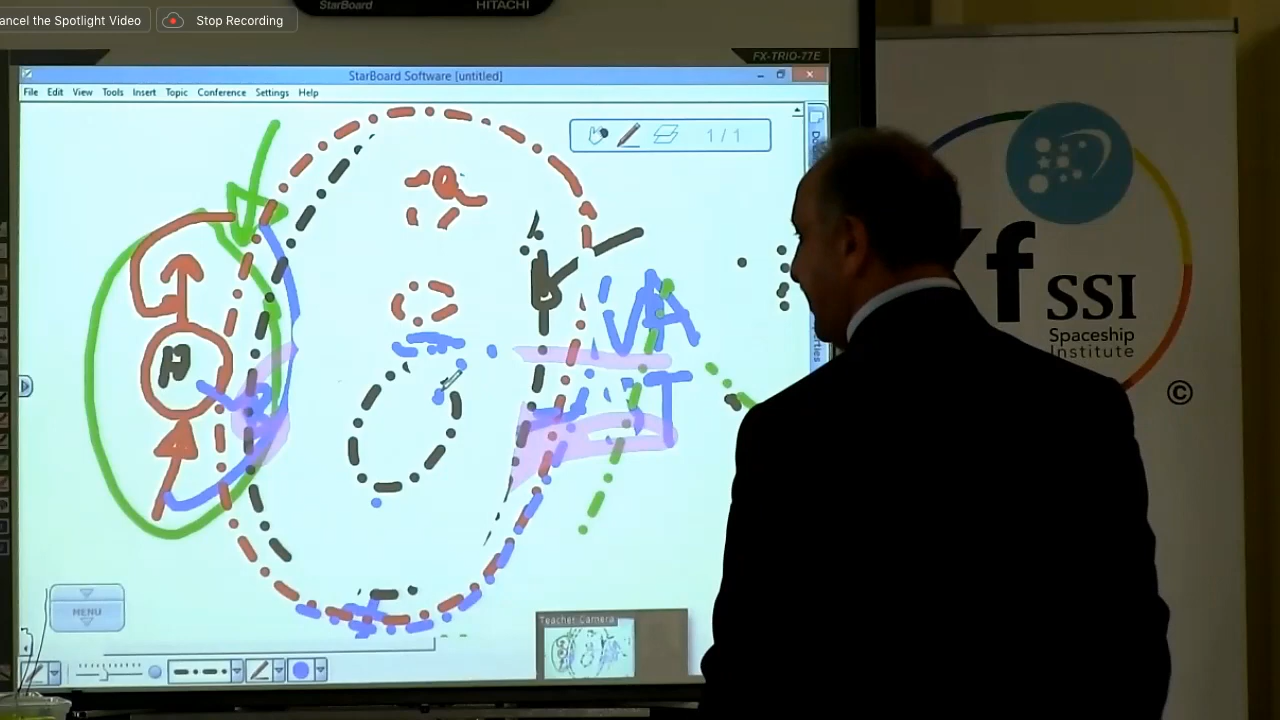 ancel the Spotlight Video
Stop Recording
StarBoard
HITACHI
FX-TRIO-77E
StarBoard Software [untitled]
File Edit View Tools Insert Topic Conference Settings Help
1 / 1
H
VA
T
MENU
Teacher Camera
f SSI
Spaceship
Institute
©